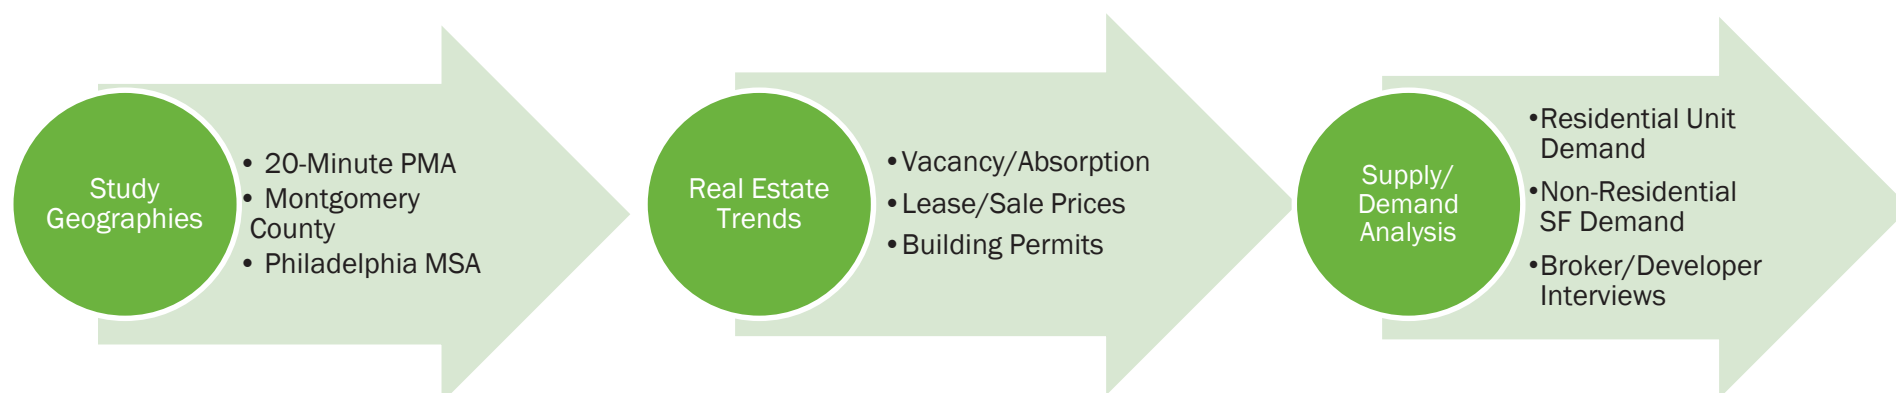 Study
Geographies
• 20-Minute PMA
• Montgomery
County
• Philadelphia MSA
Real Estate
Trends
•Vacancy/Absorption
•Lease/Sale Prices
•Building Permits
Supply/
Demand
Analysis
•Residential Unit
Demand
•Non-Residential
SF Demand
•Broker/Developer
Interviews